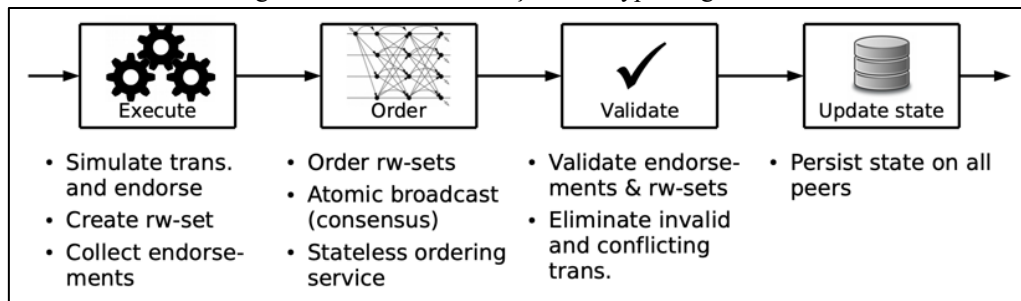 Execute
Order
Validate
Update state
• Simulate trans.
and endorse
• Create rw-set
• Collect endorse-
ments
• Order rw-sets
• Atomic broadcast
(consensus)
• Stateless ordering
service
• Validate endorse-
ments & rw-sets
• Eliminate invalid
and conflicting
trans.
• Persist state on all
peers